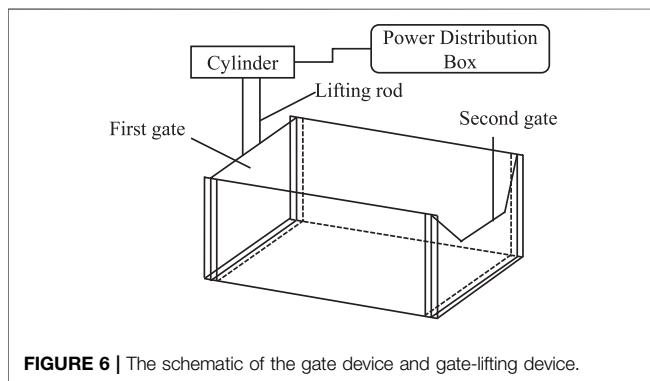 Power Distribution
Box
Cylinder
Lifting rod
First gate
Second gate
FIGURE 6 | The schematic of the gate device and gate-lifting device.